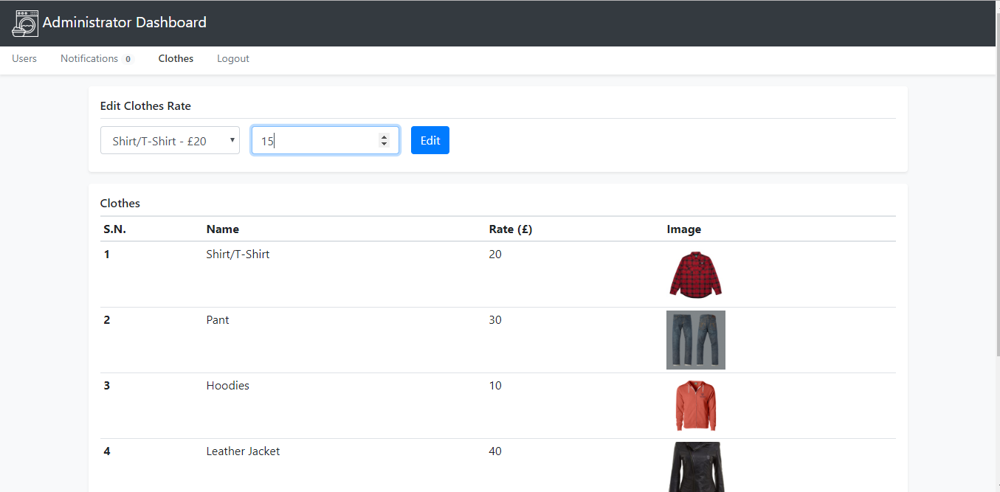 Administrator Dashboard
Users Notifications 0 Clothes Logout
Edit Clothes Rate
Shirt/T-Shirt - £20 15 Edit
Clothes
S.N. Name Rate (£) Image
1 Shirt/T-Shirt 20
2 Pant 30
3 Hoodies 10
4 Leather Jacket 40